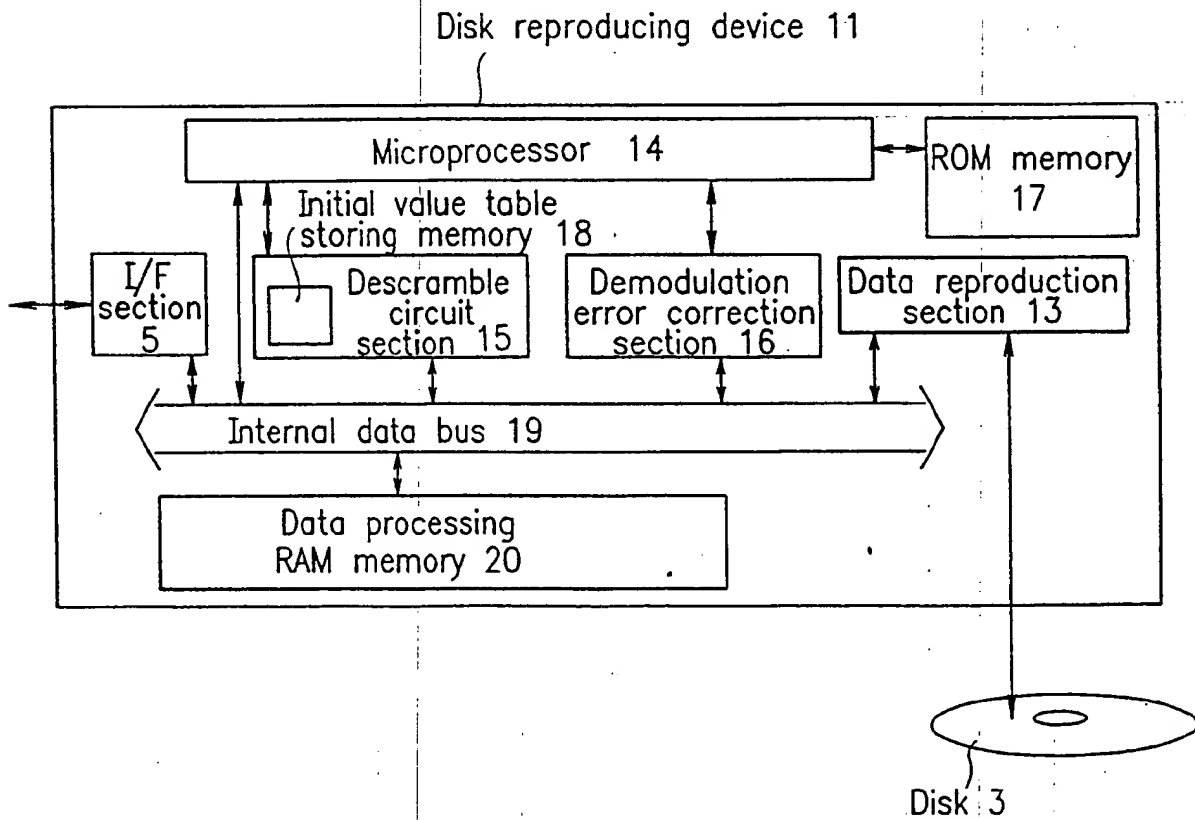 Disk reproducing device 11
Microprocessor 14
ROM memory
17
Initial value table
storing memory 18
I/F
section
5
Descramble
circuit
section 15
Demodulation
error correction
section 16
Data reproduction
section 13
Internal data bus 19
Data processing
RAM memory 20
Disk 3